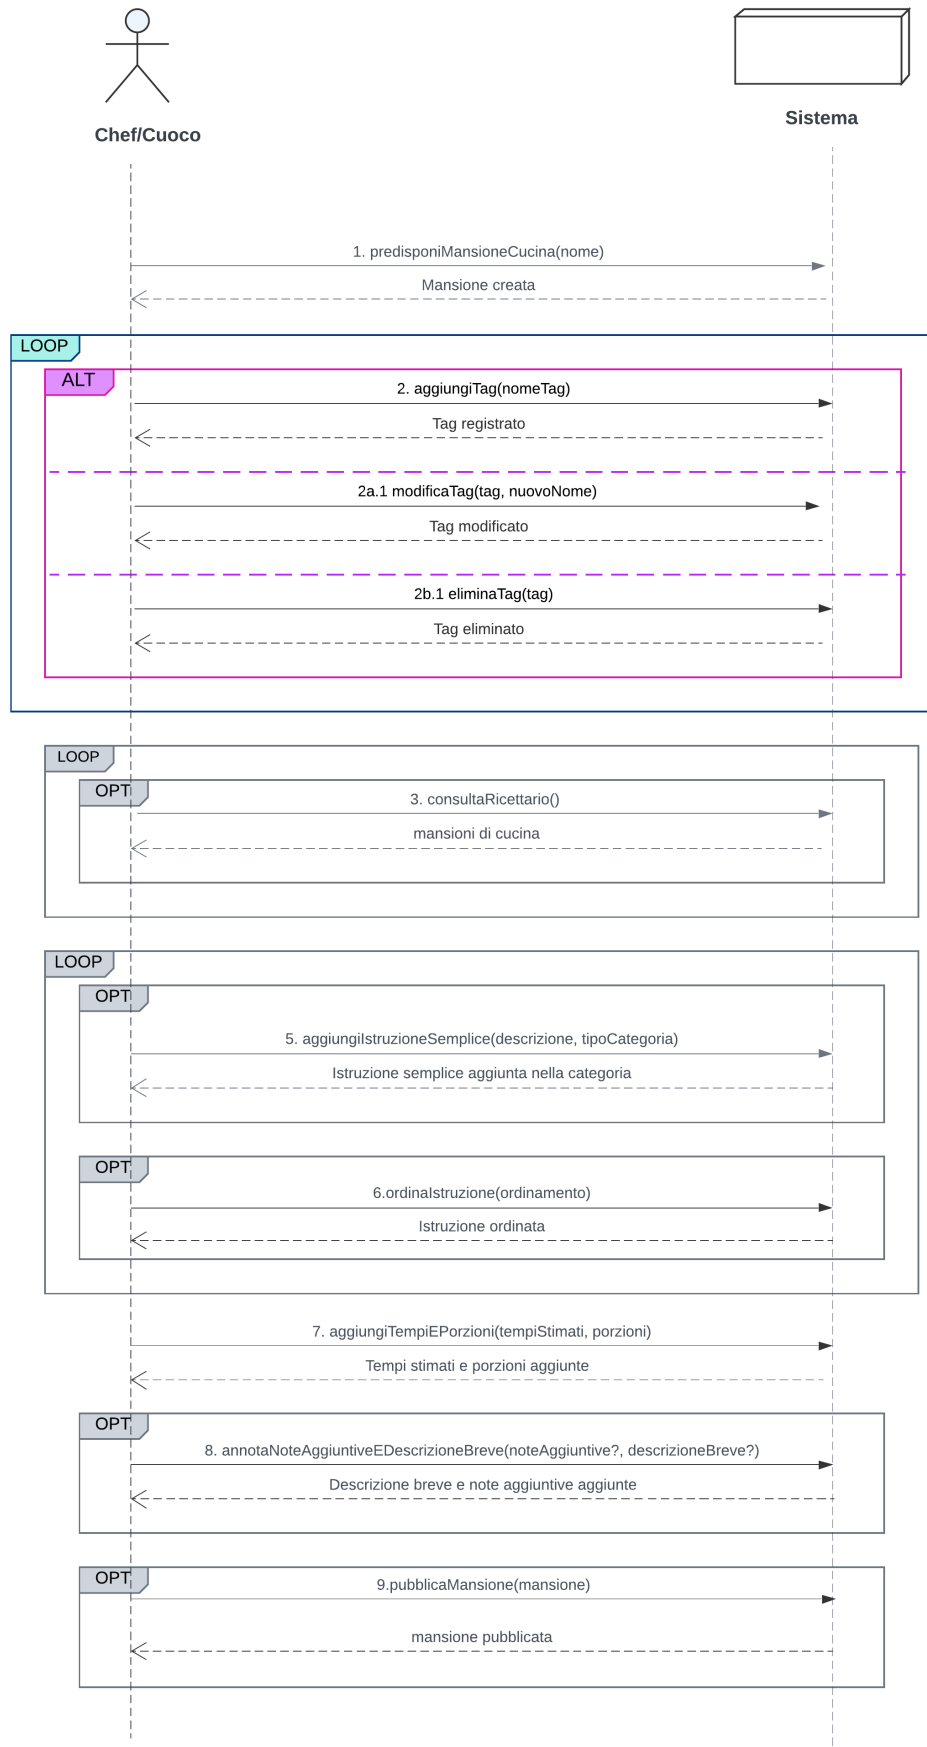 Chef/Cuoco
Sistema
1. predisponiMansioneCucina(nome)
Mansione creata
LOOP
ALT
2. aggiungiTag(nomeTag)
Tag registrato
2a.1 modificaTag(tag, nuovoNome)
Tag modificato
2b.1 eliminaTag(tag)
Tag eliminato
LOOP
OPT
3. consultaRicettario()
mansioni di cucina
LOOP
OPT
5. aggiungiIstruzioneSemplice(descrizione, tipoCategoria)
Istruzione semplice aggiunta nella categoria
OPT
6.ordinaIstruzione(ordinamento)
Istruzione ordinata
7. aggiungiTempiEPorzioni(tempiStimati, porzioni)
Tempi stimati e porzioni aggiunte
OPT
8. annotaNoteAggiuntiveEDescrizioneBreve(noteAggiuntive?, descrizioneBreve?)
Descrizione breve e note aggiuntive aggiunte
OPT
9.pubblicaMansione(mansione)
mansione pubblicata